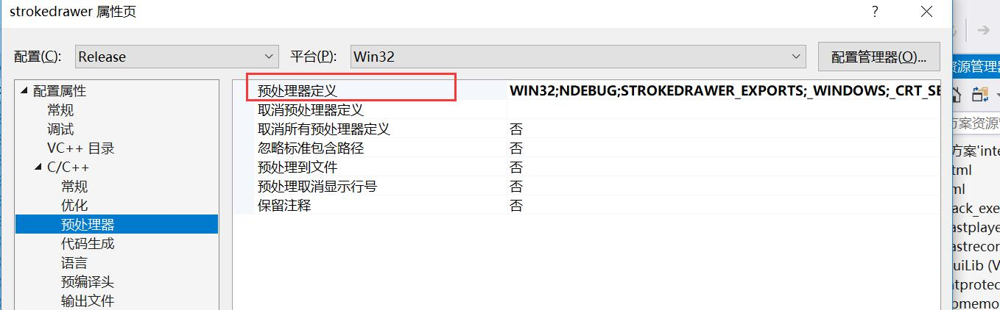 strokedrawer 属性页
配置(C): Release 平台(P): Win32 配置管理器(O)...
配置属性
常规
调试
VC++ 目录
C/C++
常规
优化
预处理器
代码生成
语言
预编译头
输出文件
预处理器定义 WIN32;NDEBUG;STROKEDRAWER_EXPORTS;_WINDOWS;_CRT_SE
取消预处理器定义
取消所有预处理器定义 否
忽略标准包含路径 否
预处理到文件 否
预处理取消显示行号 否
保留注释 否
资源管理器
方案资源管
方案'inte
tml
ml
ack_exe
astplaye
astrecor
uiLib (V
ntprotec